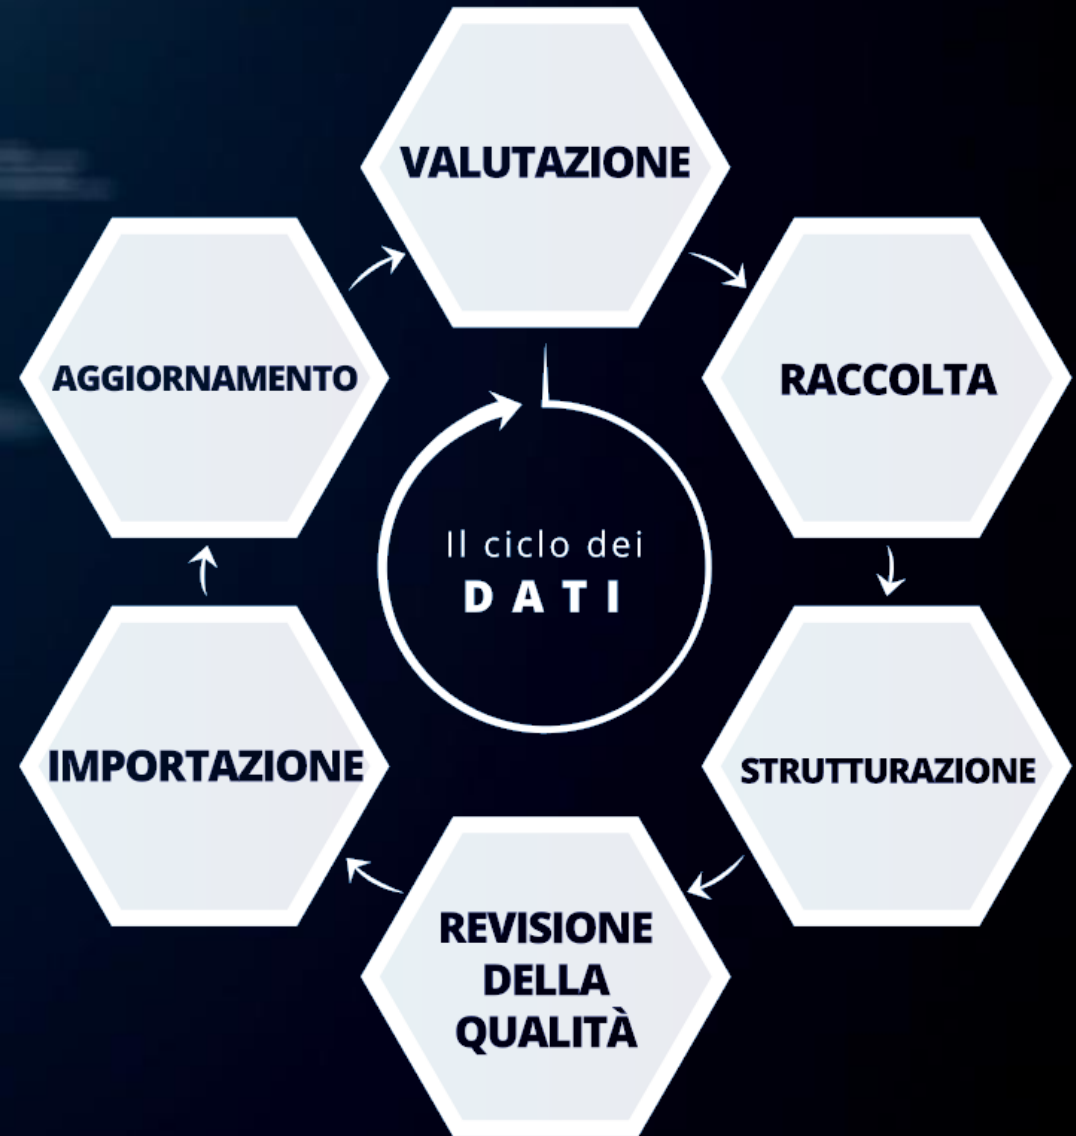 VALUTAZIONE
RACCOLTA
STRUTTURAZIONE
REVISIONE
DELLA
QUALITÀ
IMPORTAZIONE
AGGIORNAMENTO
Il ciclo dei
DATI